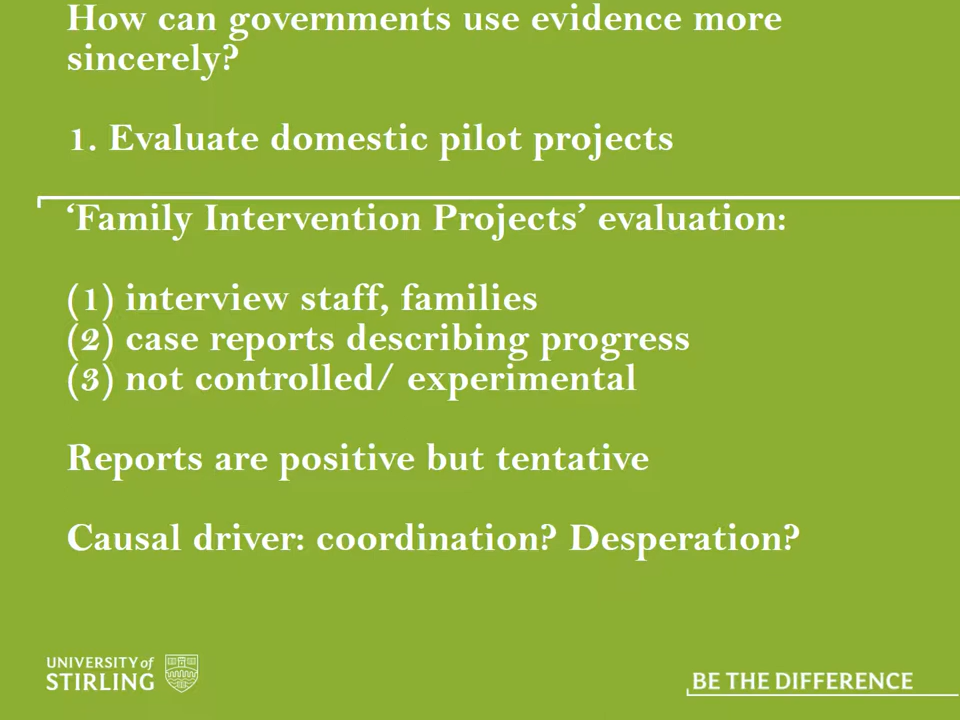 How can governments use evidence more
sincerely?
1. Evaluate domestic pilot projects
‘Family Intervention Projects’ evaluation:
(1) interview staff, families
(2) case reports describing progress
(3) not controlled/ experimental
Reports are positive but tentative
Causal driver: coordination? Desperation?
UNIVERSITY of
STIRLING
BE THE DIFFERENCE